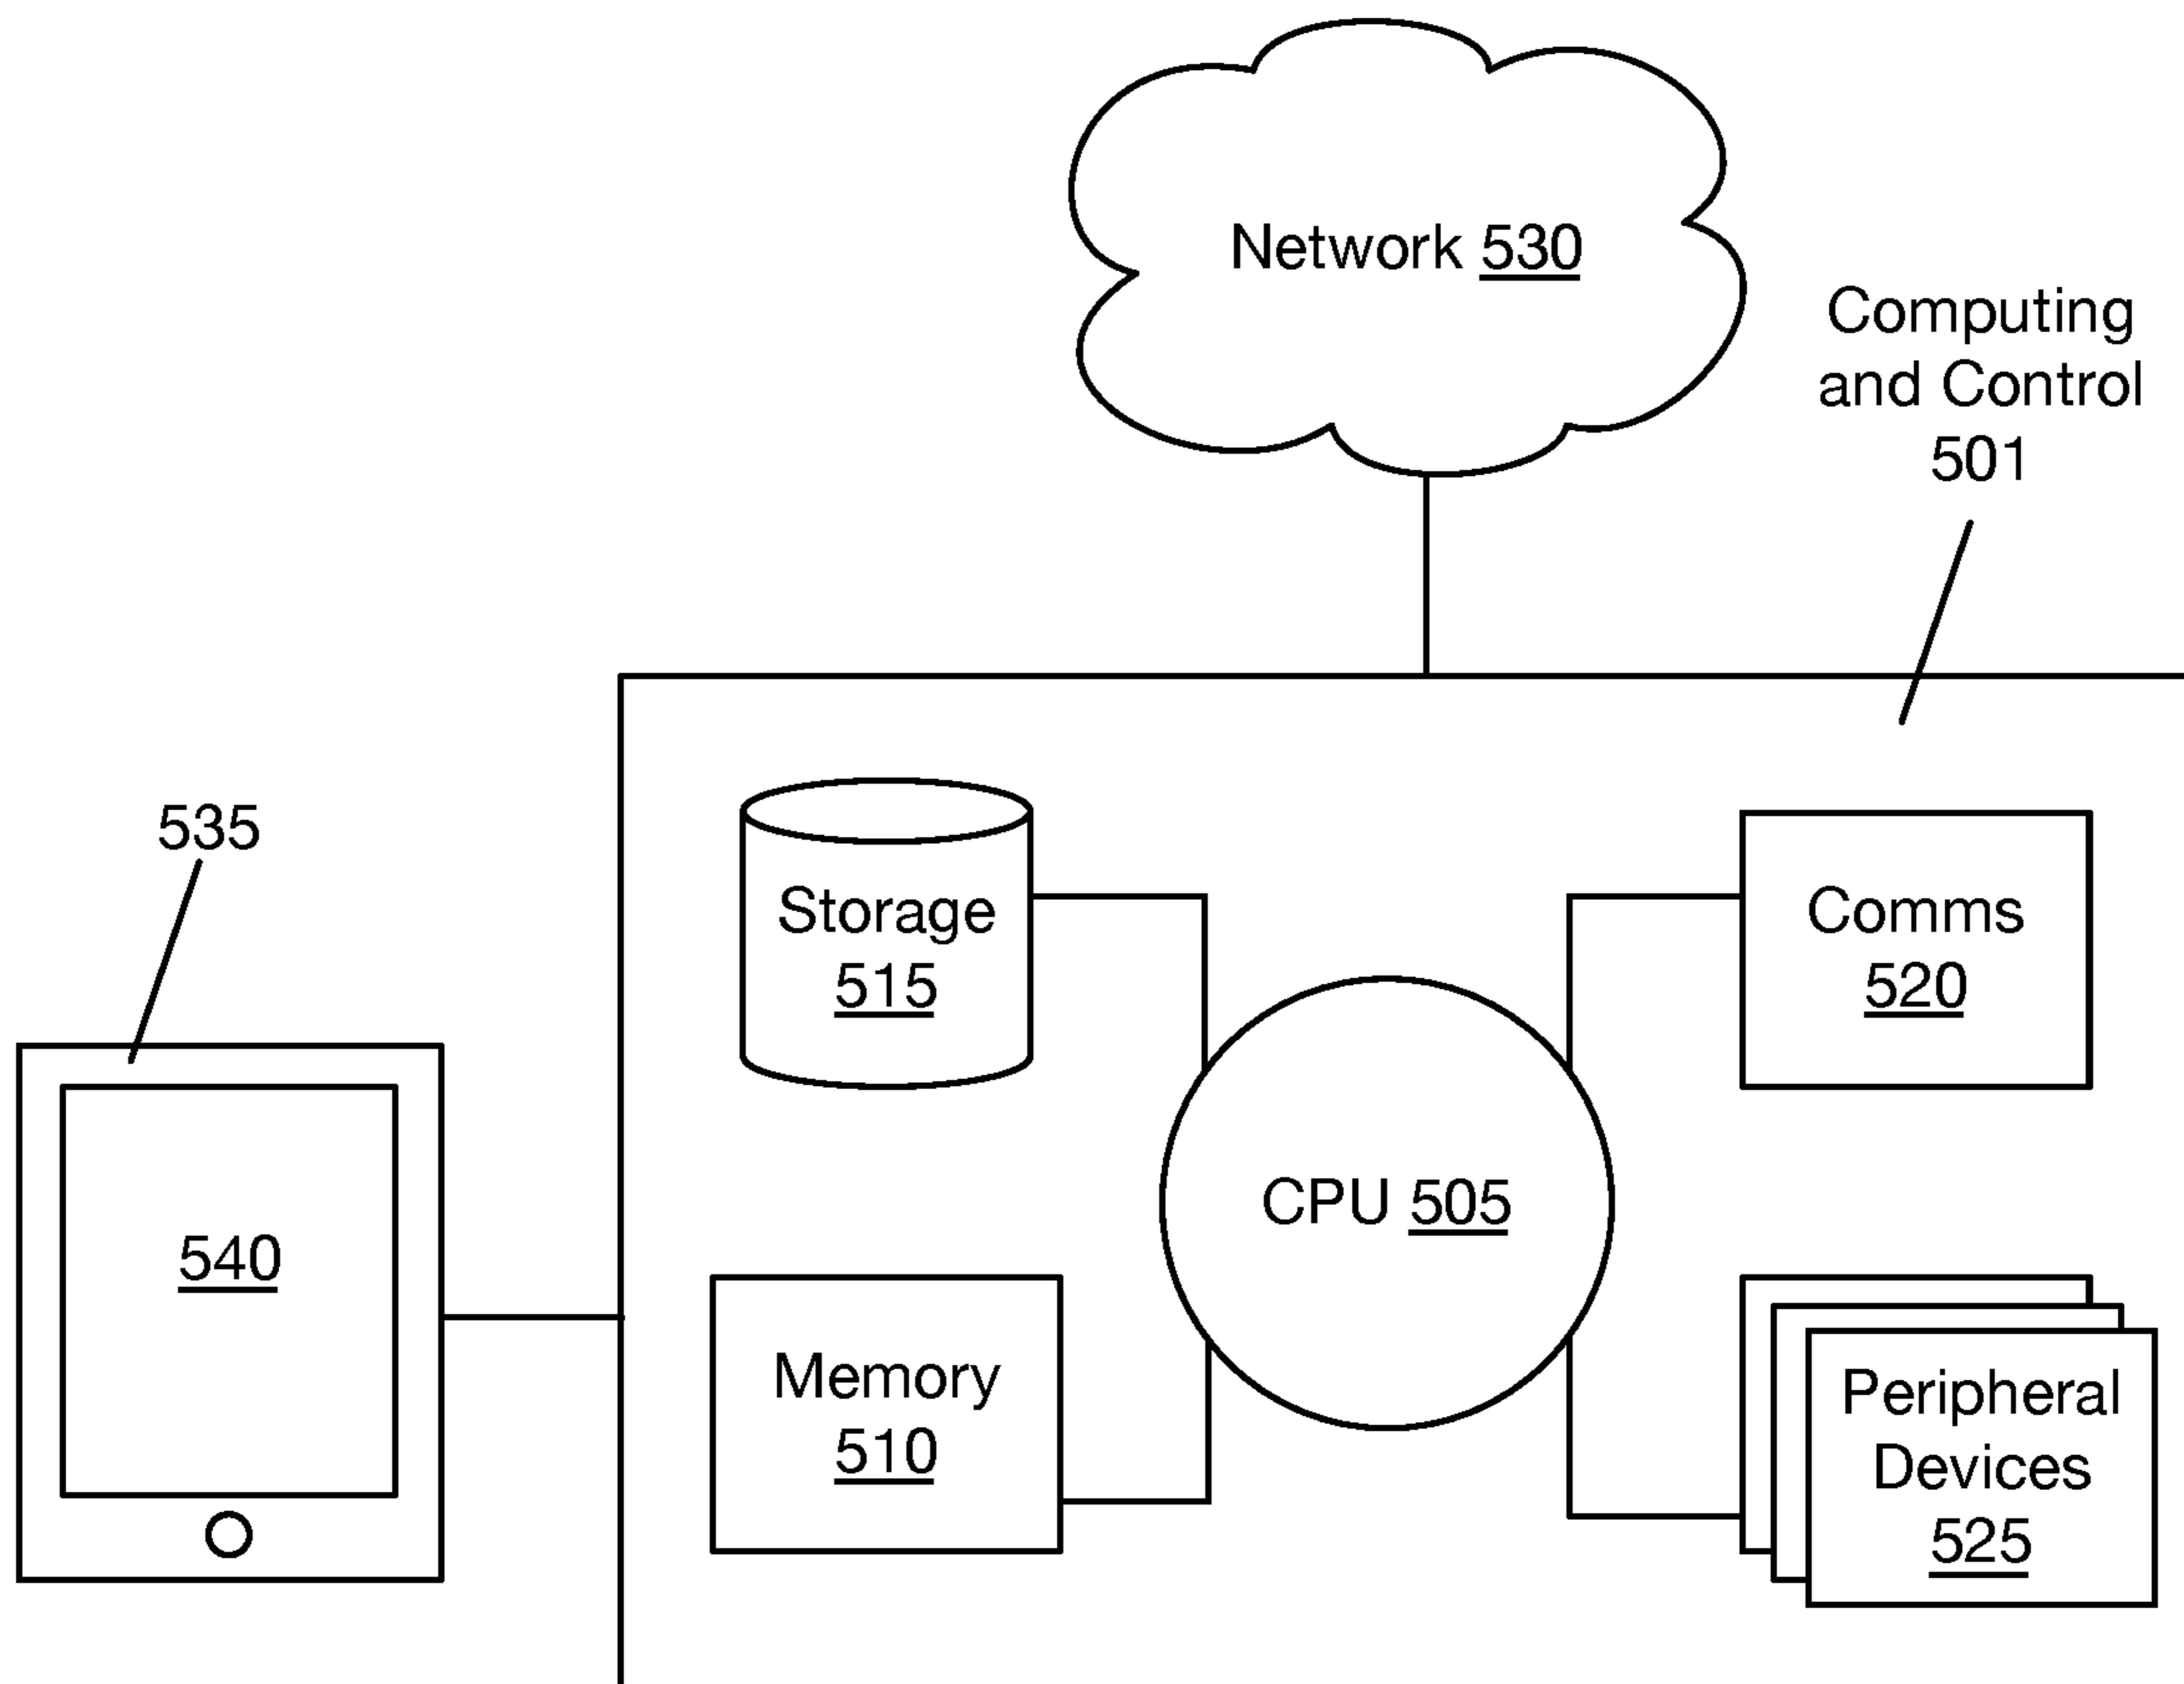 Network 530
Computing
and Control
501
535
Storage
515
Comms
520
CPU 505
540
Memory
510
Peripheral
Devices
525